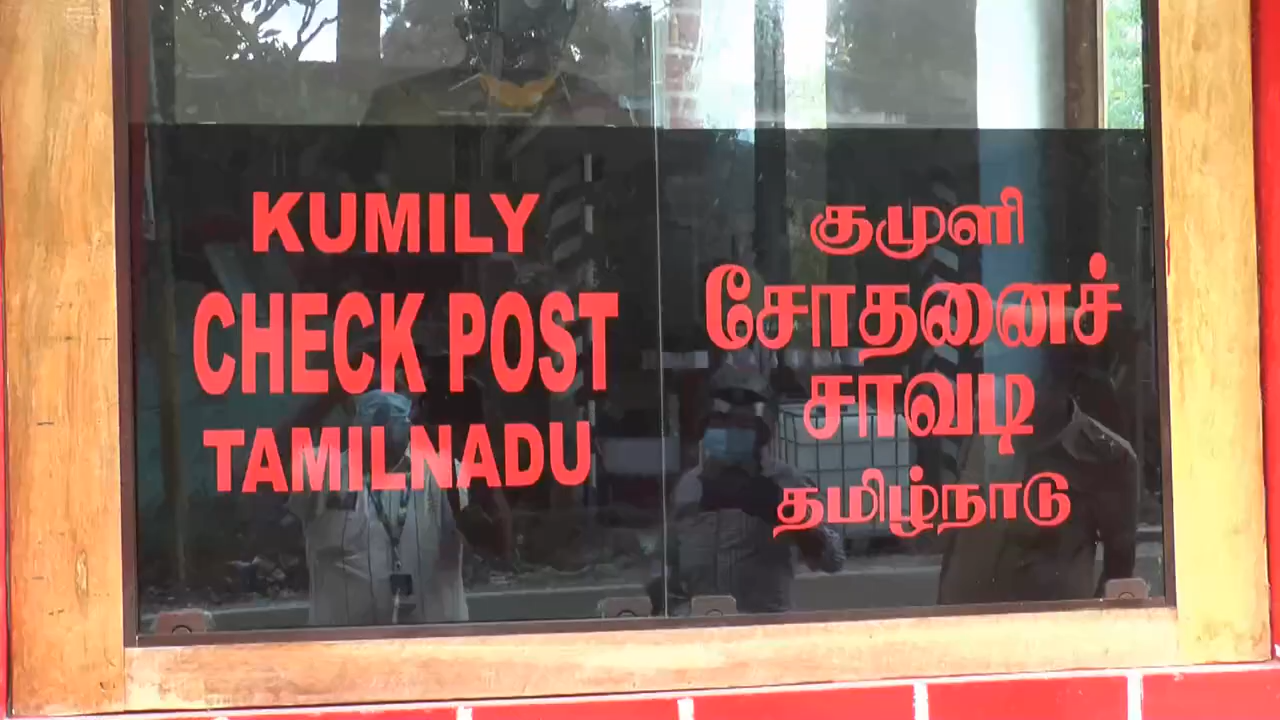 KUMILY
CHECK POST
TAMILNADU
குமுளி
சோதனைச்
சாவடி
தமிழ்நாடு